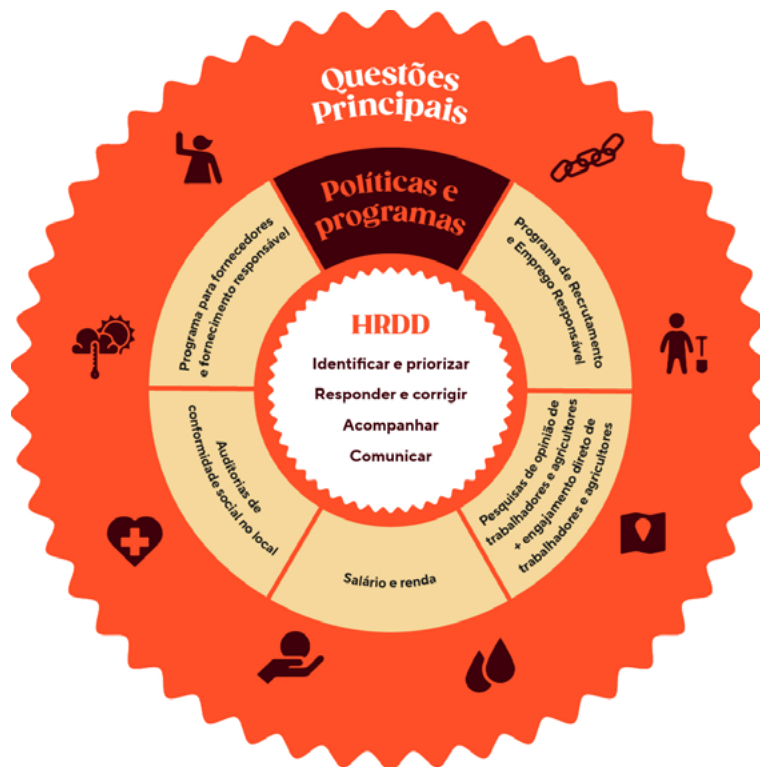 Questões
Principais
Políticas e
programas
Programa de Recrutamento
e Emprego Responsável
Pesquisas de opinião de
trabalhadores e agricultores
+ engajamento direto de
trabalhadores e agricultores
Salário e renda
Auditorias de
conformidade social no local
Programa para fornecedores
e fornecimento responsável
HRDD
Identificar e priorizar
Responder e corrigir
Acompanhar
Comunicar